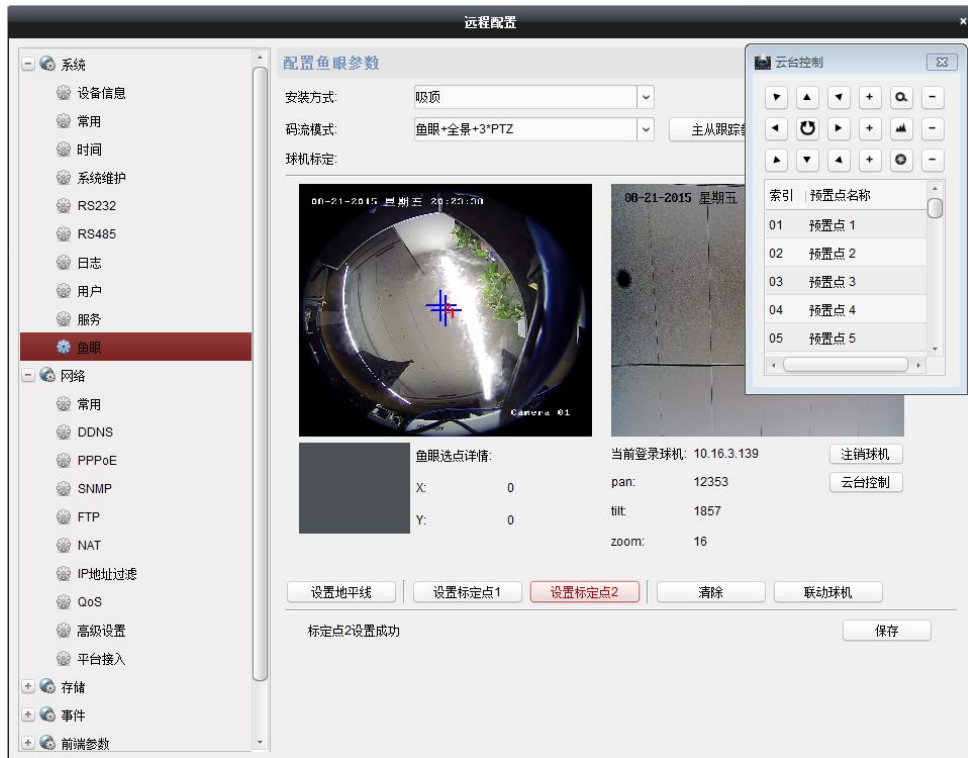 远程配置
系统
设备信息
常用
时间
系统维护
RS232
RS485
日志
用户
服务
鱼眼
网络
常用
DDNS
PPPoE
SNMP
FTP
NAT
IP地址过滤
QoS
高级设置
平台接入
存储
事件
前端参数
配置鱼眼参数
安装方式: 吸顶
码流模式: 鱼眼+全景+3*PTZ 主从跟踪
球机标定:
08-21-2015 星期五 20:23:30
Camera 01
08-21-2015 星期五
鱼眼选点详情:
X: 0
Y: 0
当前登录球机: 10.16.3.139 注销球机
pan: 12353 云台控制
tilt: 1857
zoom: 16
设置地平线 设置标定点1 设置标定点2 清除 联动球机
标定点2设置成功 保存
云台控制
索引 预置点名称
01 预置点 1
02 预置点 2
03 预置点 3
04 预置点 4
05 预置点 5